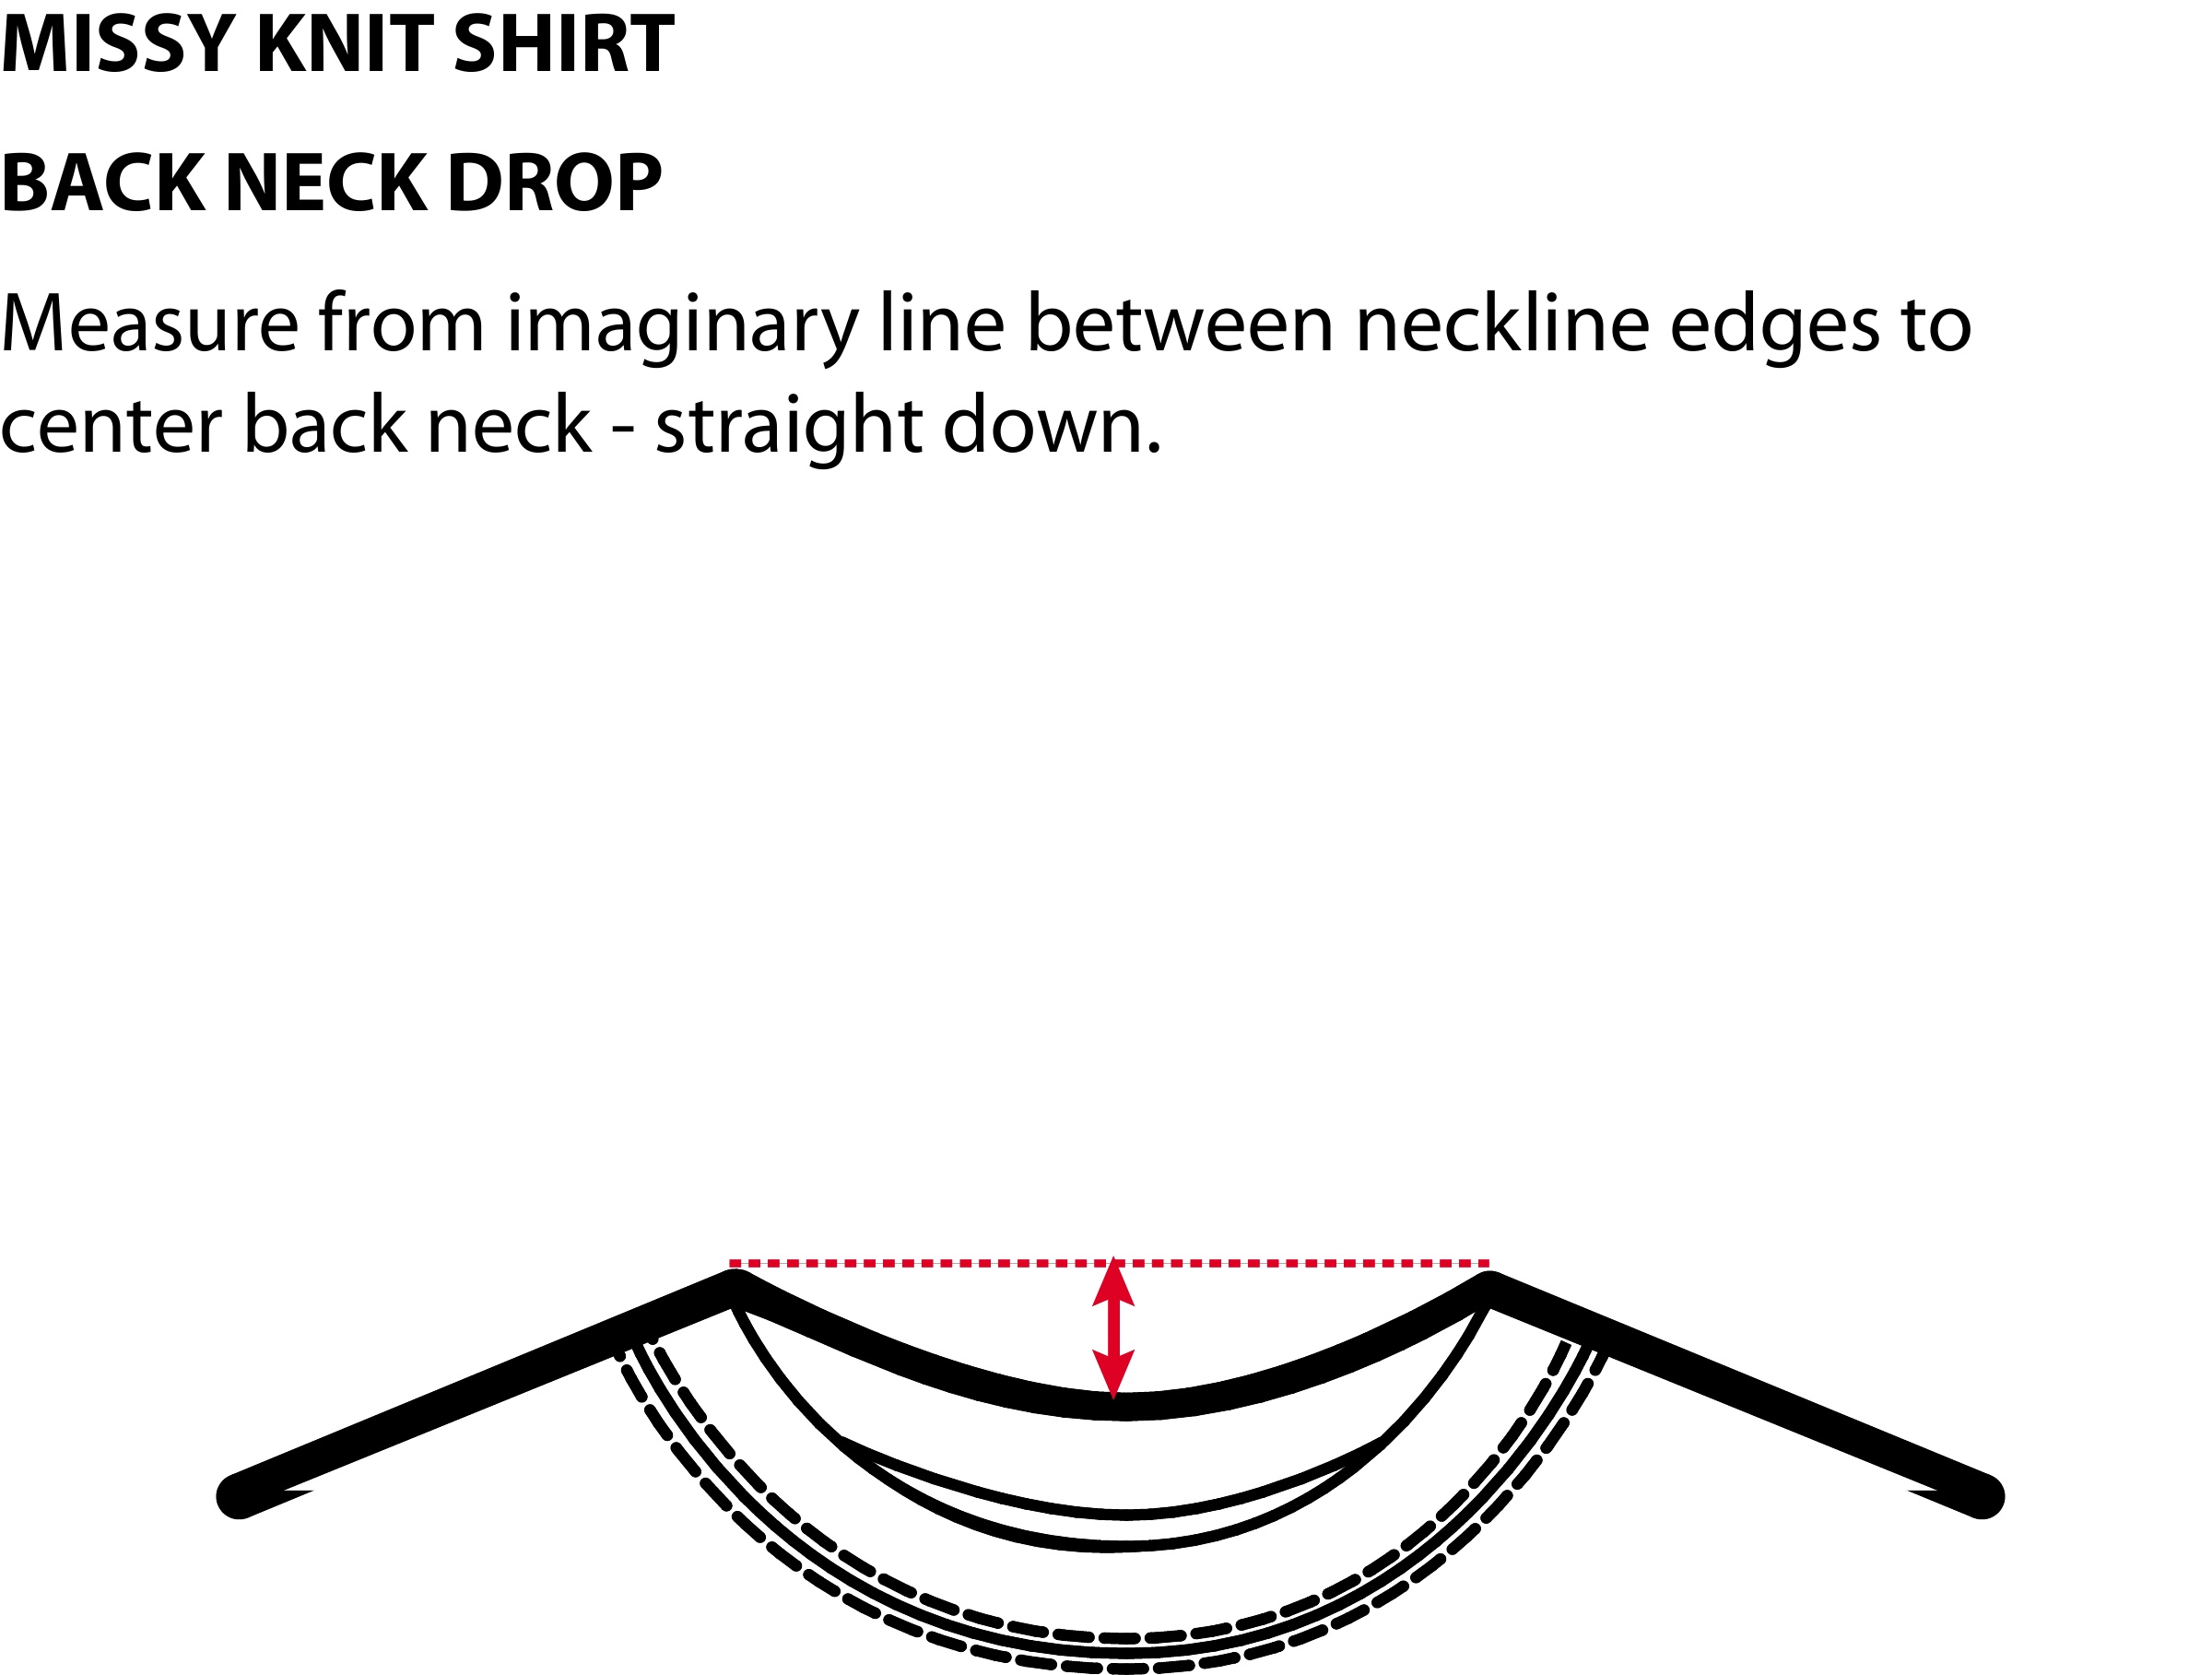 MISSY KNIT SHIRT
BACK NECK DROP
Measure from imaginary line between neckline edges to
center back neck - straight down.